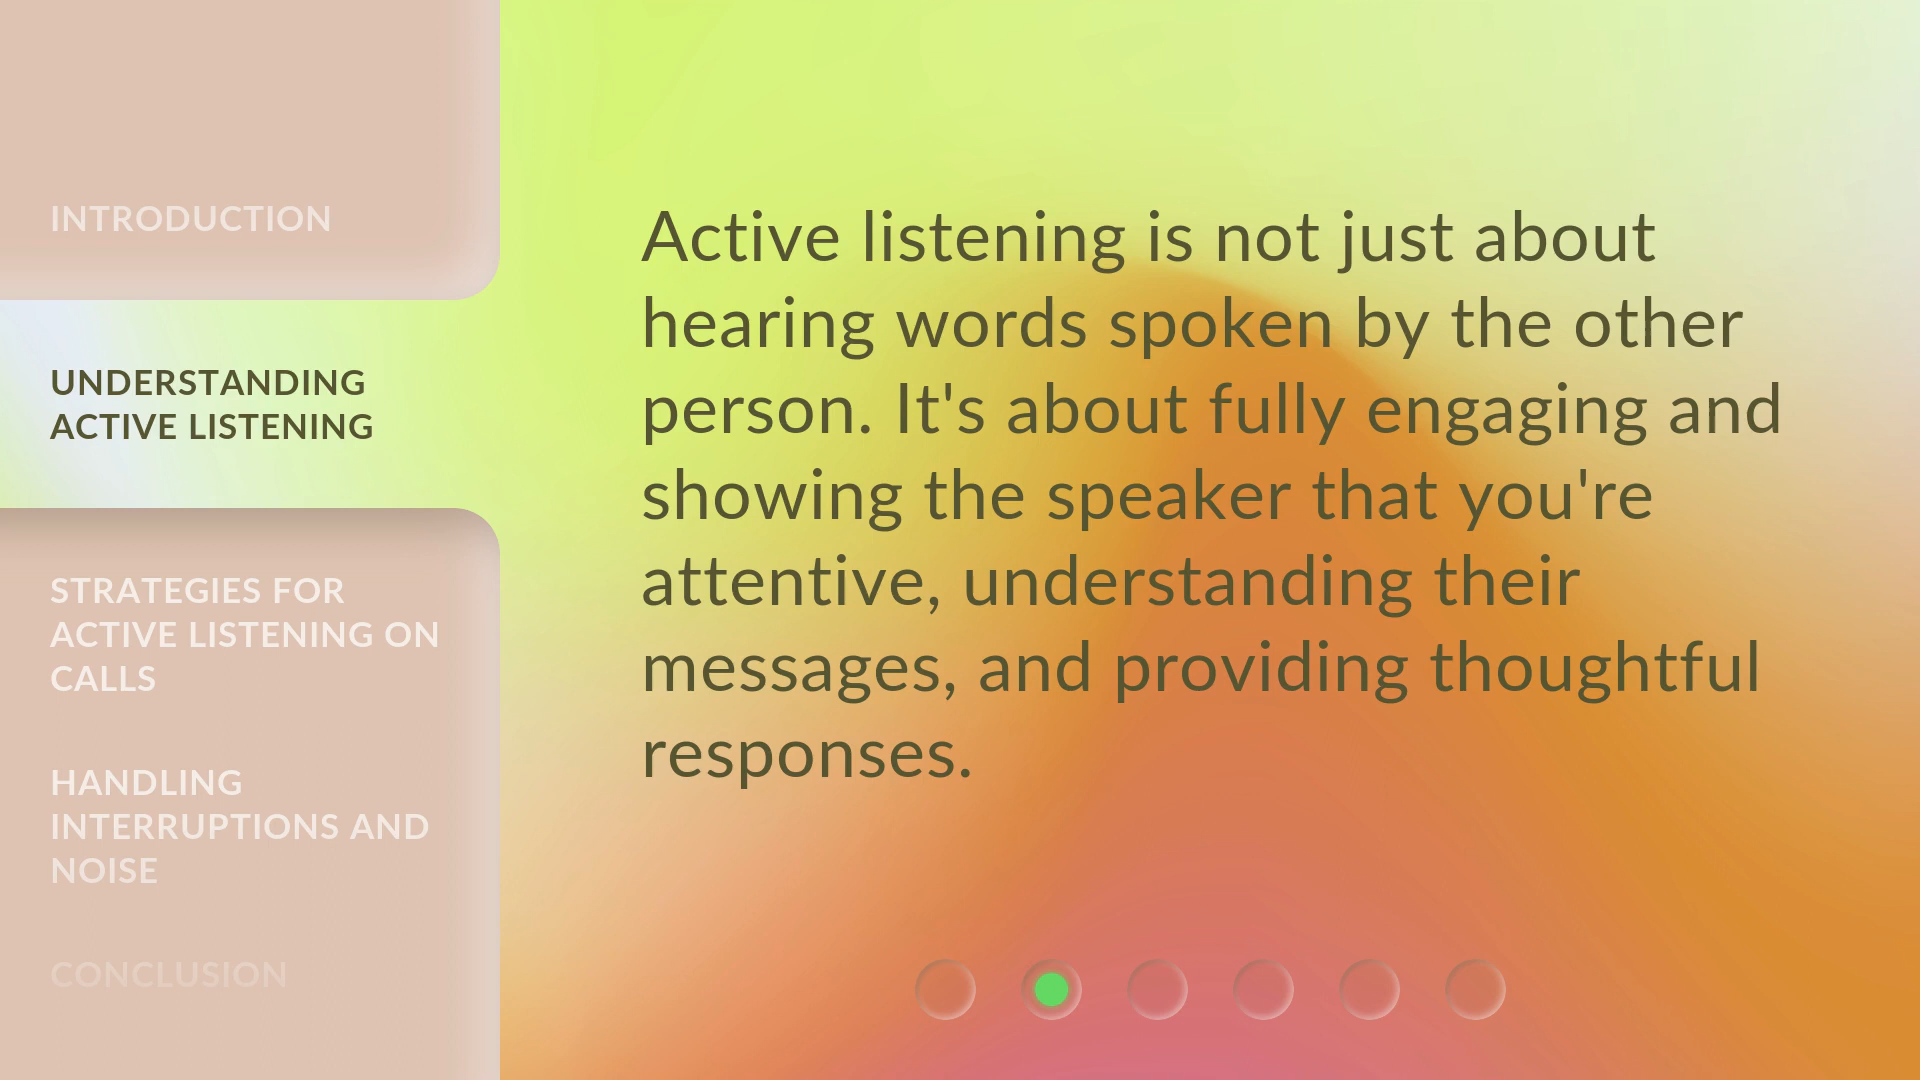 INTRODUCTION
UNDERSTANDING
ACTIVE LISTENING
STRATEGIES FOR
ACTIVE LISTENING ON
CALLS
HANDLING
INTERRUPTIONS AND
NOISE
CONCLUSION
Active listening is not just about
hearing words spoken by the other
person. It's about fully engaging and
showing the speaker that you're
attentive, understanding their
messages, and providing thoughtful
responses.